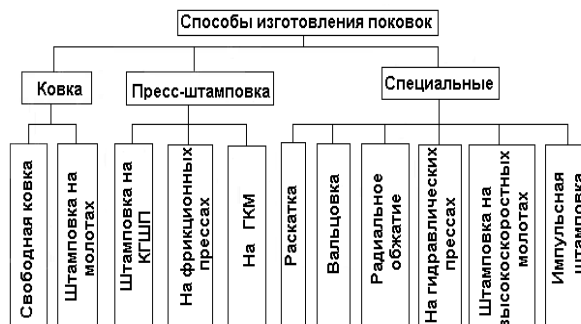 Способы изготовления поковок
Ковка
Пресс-штамповка
Специальные
Свободная ковка
Штамповка на
молотах
Штамповка на
КГШП
На фрикционных
прессах
На ГКМ
Раскатка
Вальцовка
Радиальное
обжатие
На гидравлических
прессах
Штамповка на
высокоскоростных
молотах
Импульсная
штамповка